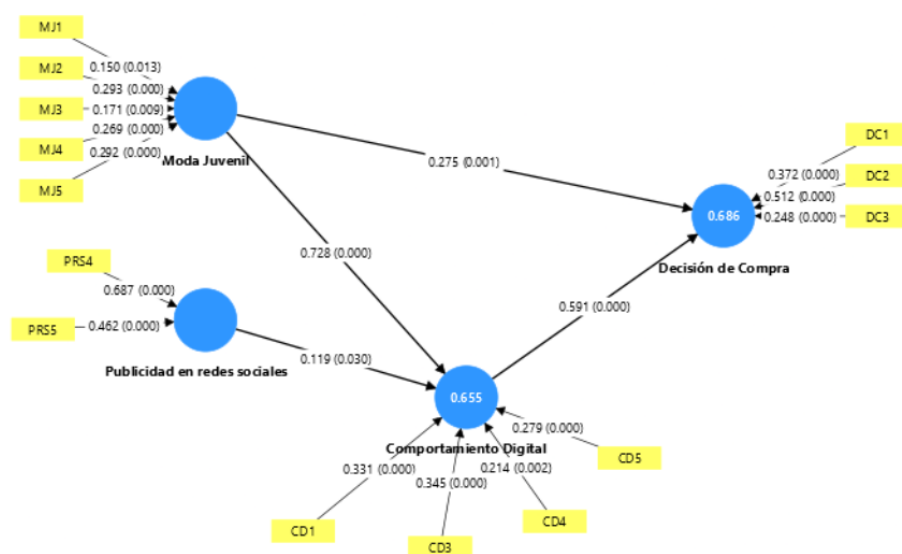 MJ1
0.150 (0.013)
MJ2
0.293 (0.000)
MJ3
0.171 (0.009)
MJ4
0.269 (0.000)
MJ5
0.292 (0.000)
Moda Juvenil
0.275 (0.001)
DC1
0.372 (0.000)
DC2
0.512 (0.000)
DC3
0.248 (0.000)
0.686
Decisión de Compra
0.728 (0.000)
PRS4
0.687 (0.000)
PRS5
0.462 (0.000)
Publicidad en redes sociales
0.591 (0.000)
0.119 (0.030)
0.655
Comportamiento Digital
0.279 (0.000)
CD5
0.331 (0.000)
0.214 (0.002)
0.345 (0.000)
CD1
CD4
CD3